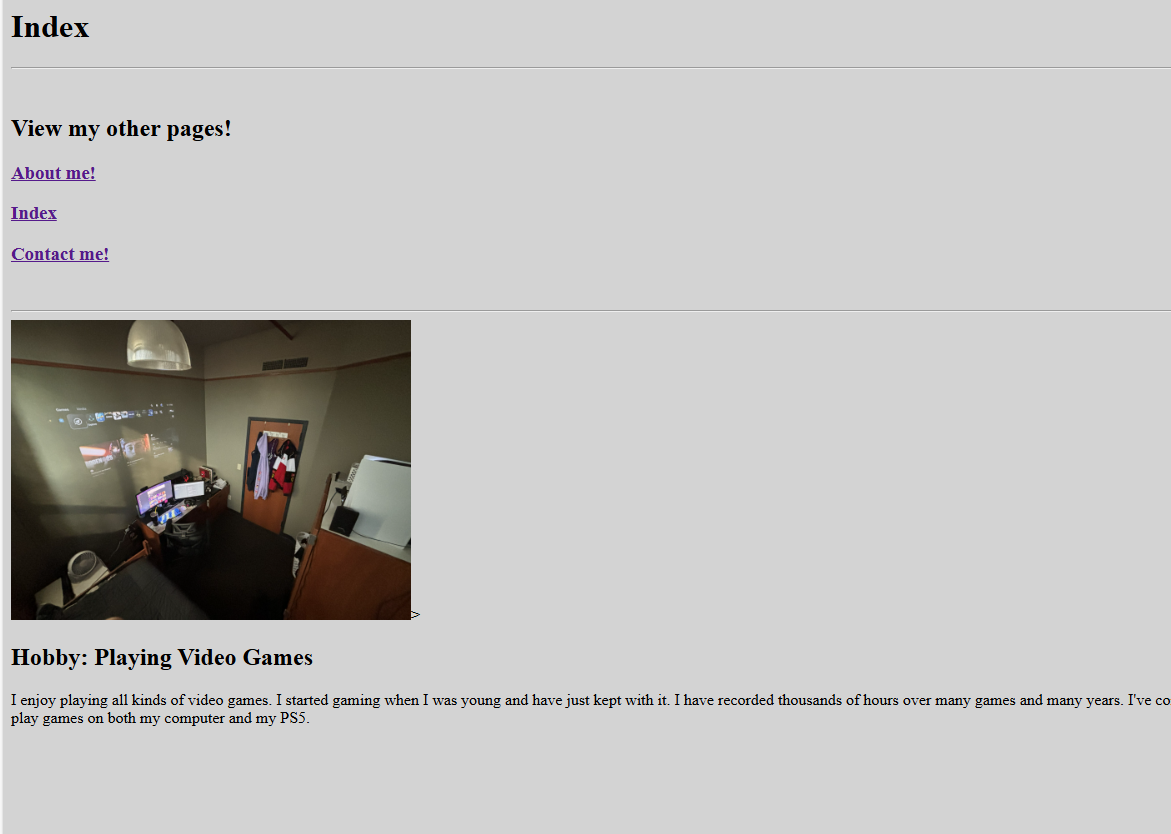 Index
View my other pages!
About me!
Index
Contact me!
>
Hobby: Playing Video Games
I enjoy playing all kinds of video games. I started gaming when I was young and have just kept with it. I have recorded thousands of hours over many games and many years. I've co
play games on both my computer and my PS5.